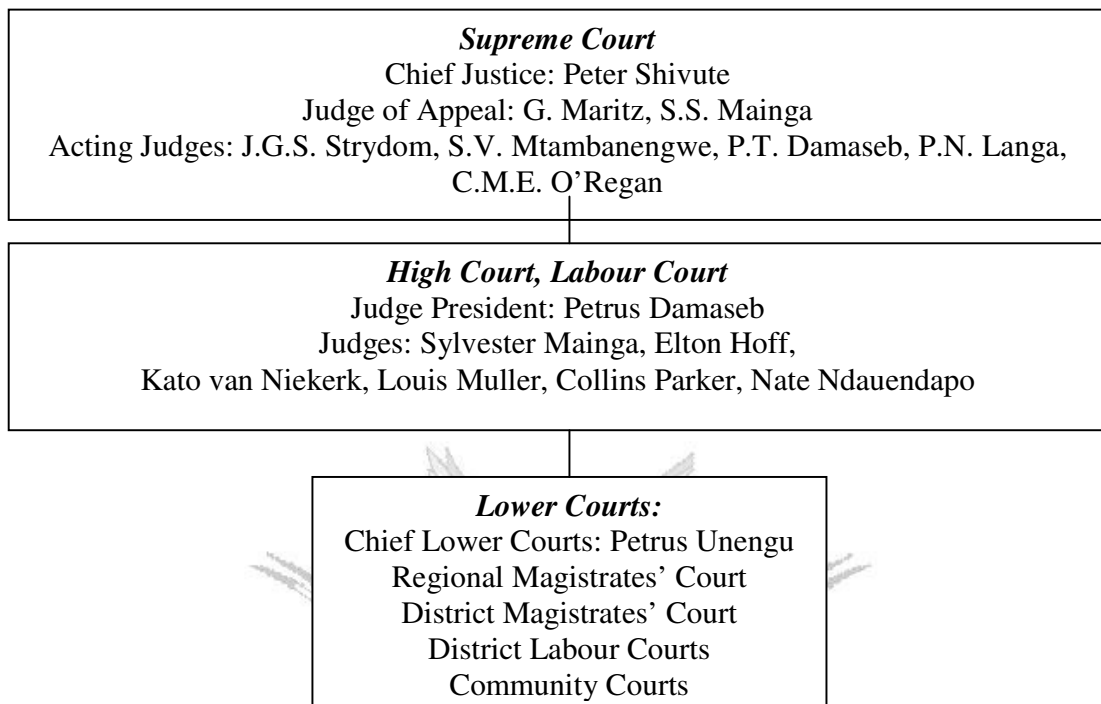 Supreme Court
Chief Justice: Peter Shivute
Judge of Appeal: G. Maritz, S.S. Mainga
Acting Judges: J.G.S. Strydom, S.V. Mtambanengwe, P.T. Damaseb, P.N. Langa,
C.M.E. O’Regan
High Court, Labour Court
Judge President: Petrus Damaseb
Judges: Sylvester Mainga, Elton Hoff,
Kato van Niekerk, Louis Muller, Collins Parker, Nate Ndauendapo
Lower Courts:
Chief Lower Courts: Petrus Unengu
Regional Magistrates’ Court
District Magistrates’ Court
District Labour Courts
Community Courts